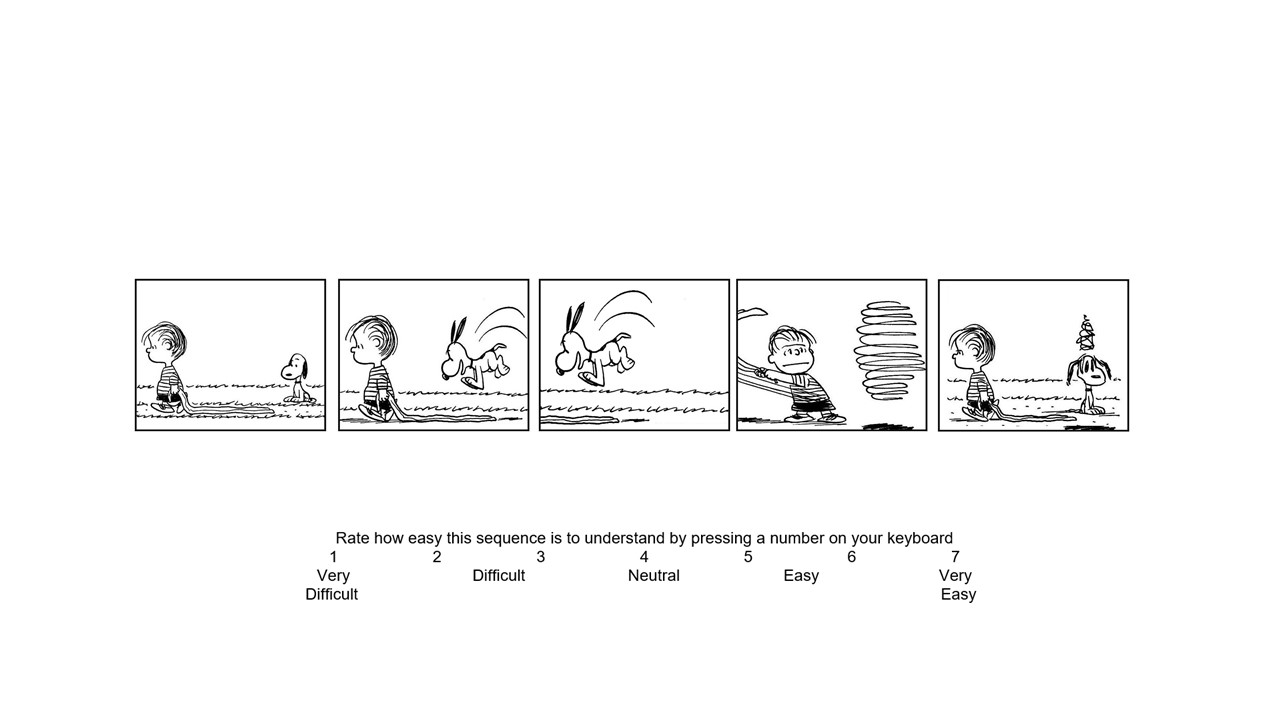 Rate how easy this sequence is to understand by pressing a number on your keyboard
1 2 3 4 5 6 7
Very Difficult Neutral Easy Very
Difficult Easy